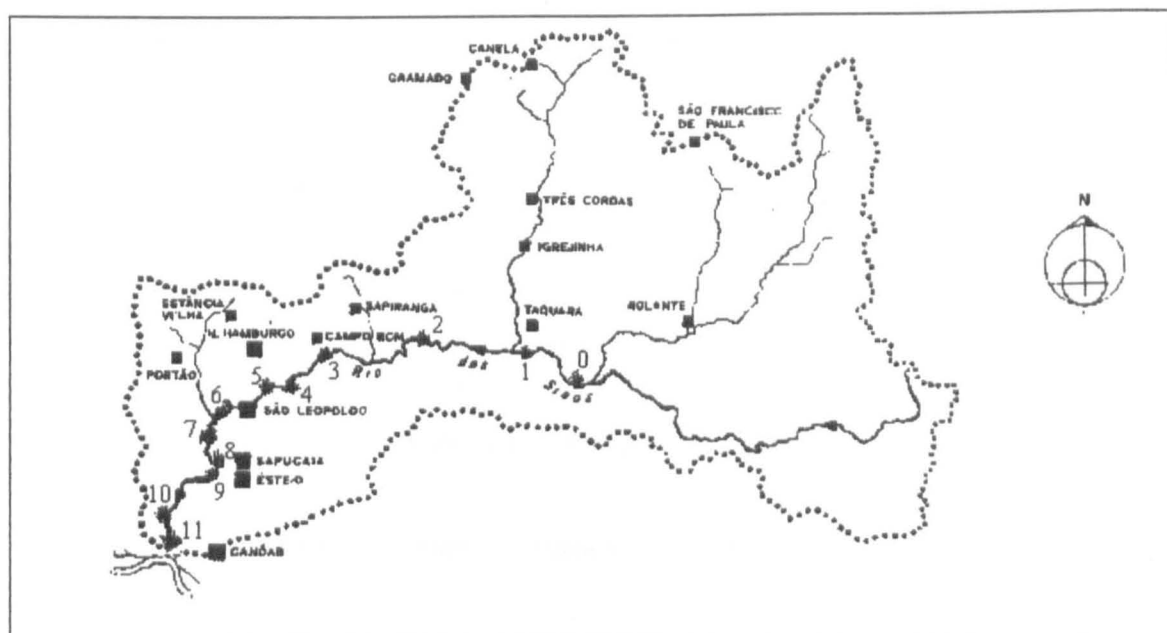 CANELA
GRAMADO
SÃO FRANCISCO
DE PAULA
TRÊS COROAS
IGREJINHA
N
ESTÂNCIA
VELHA
SAPIRANGA
TAQUARA
ROLANTE
N. HAMBURGO
CAMPO BOM
2
PORTÃO
3
RIO
DOS
1
0
SINOS
5
4
6
SÃO LEOPOLDO
7
8
SAPUCAIA
9
ESTEIO
10
11
CANOAS